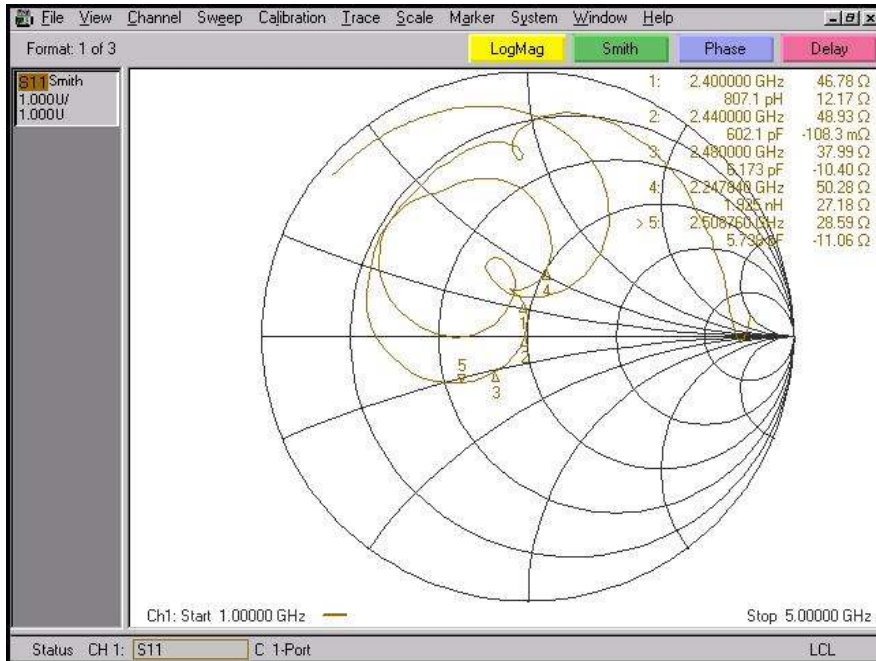 File View Channel Sweep Calibration Trace Scale Marker System Window Help
Format: 1 of 3 LogMag Smith Phase Delay
S11 Smith
1.000U/
1.000U
1: 2.400000 GHz 46.78 Ω
807.1 pH 12.17 Ω
2: 2.440000 GHz 48.93 Ω
602.1 pF -108.3 mΩ
3: 2.480000 GHz 37.99 Ω
6.173 pF -10.40 Ω
4: 2.247840 GHz 50.28 Ω
1.925 nH 27.18 Ω
> 5: 2.508760 GHz 28.59 Ω
5.736 pF -11.06 Ω
4
1
2
5
3
Ch1: Start 1.00000 GHz Stop 5.00000 GHz
Status CH 1: S11 C 1-Port LCL